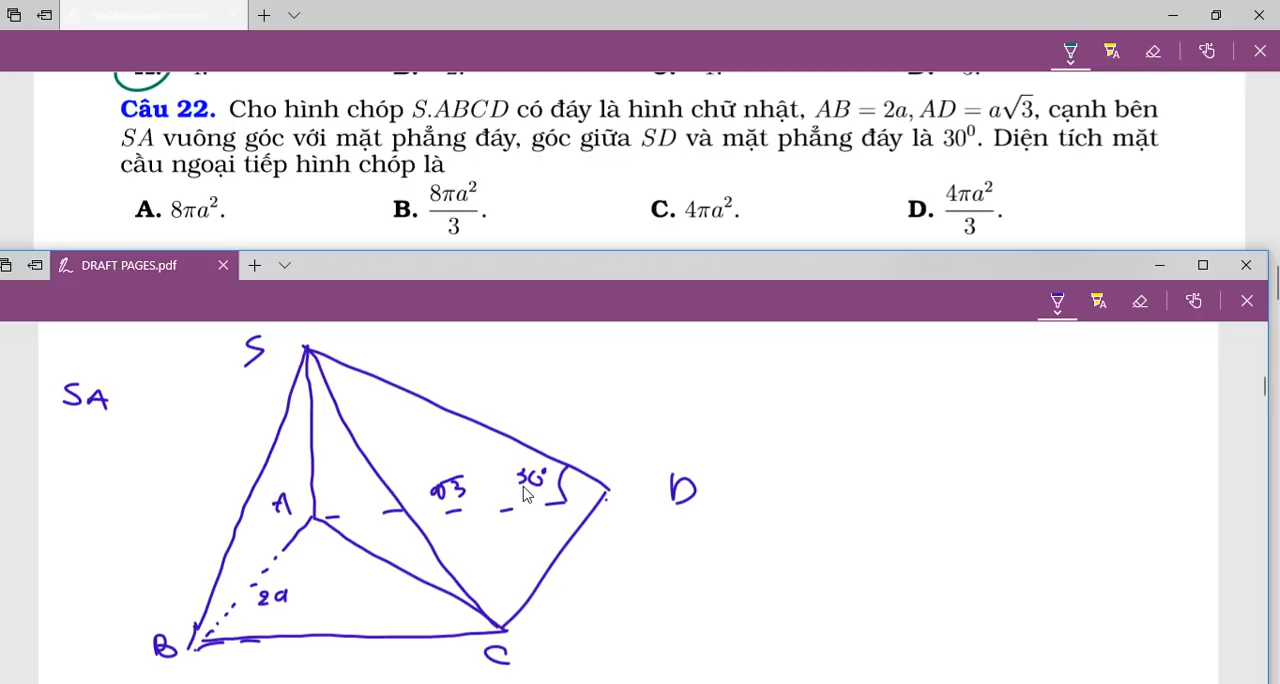 Câu 22. Cho hình chóp S.ABCD có đáy là hình chữ nhật, AB = 2a, AD = a√3, cạnh bên
SA vuông góc với mặt phẳng đáy, góc giữa SD và mặt phẳng đáy là 30⁰. Diện tích mặt
cầu ngoại tiếp hình chóp là
A. 8πa². B. 8πa²/3. C. 4πa². D. 4πa²/3.
DRAFT PAGES.pdf
S
SA
30°
A
D
2a
B
C